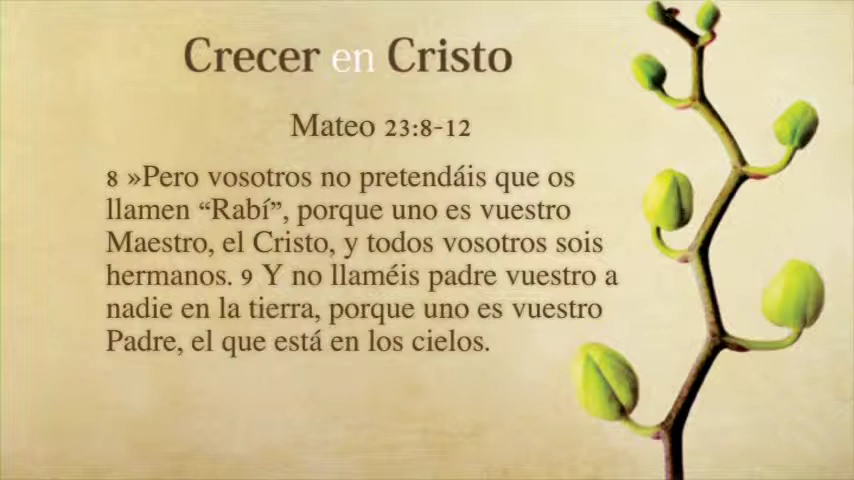 Crecer en Cristo
Mateo 23:8-12
8 »Pero vosotros no pretendáis que os
llamen “Rabí”, porque uno es vuestro
Maestro, el Cristo, y todos vosotros sois
hermanos. 9 Y no llaméis padre vuestro a
nadie en la tierra, porque uno es vuestro
Padre, el que está en los cielos.